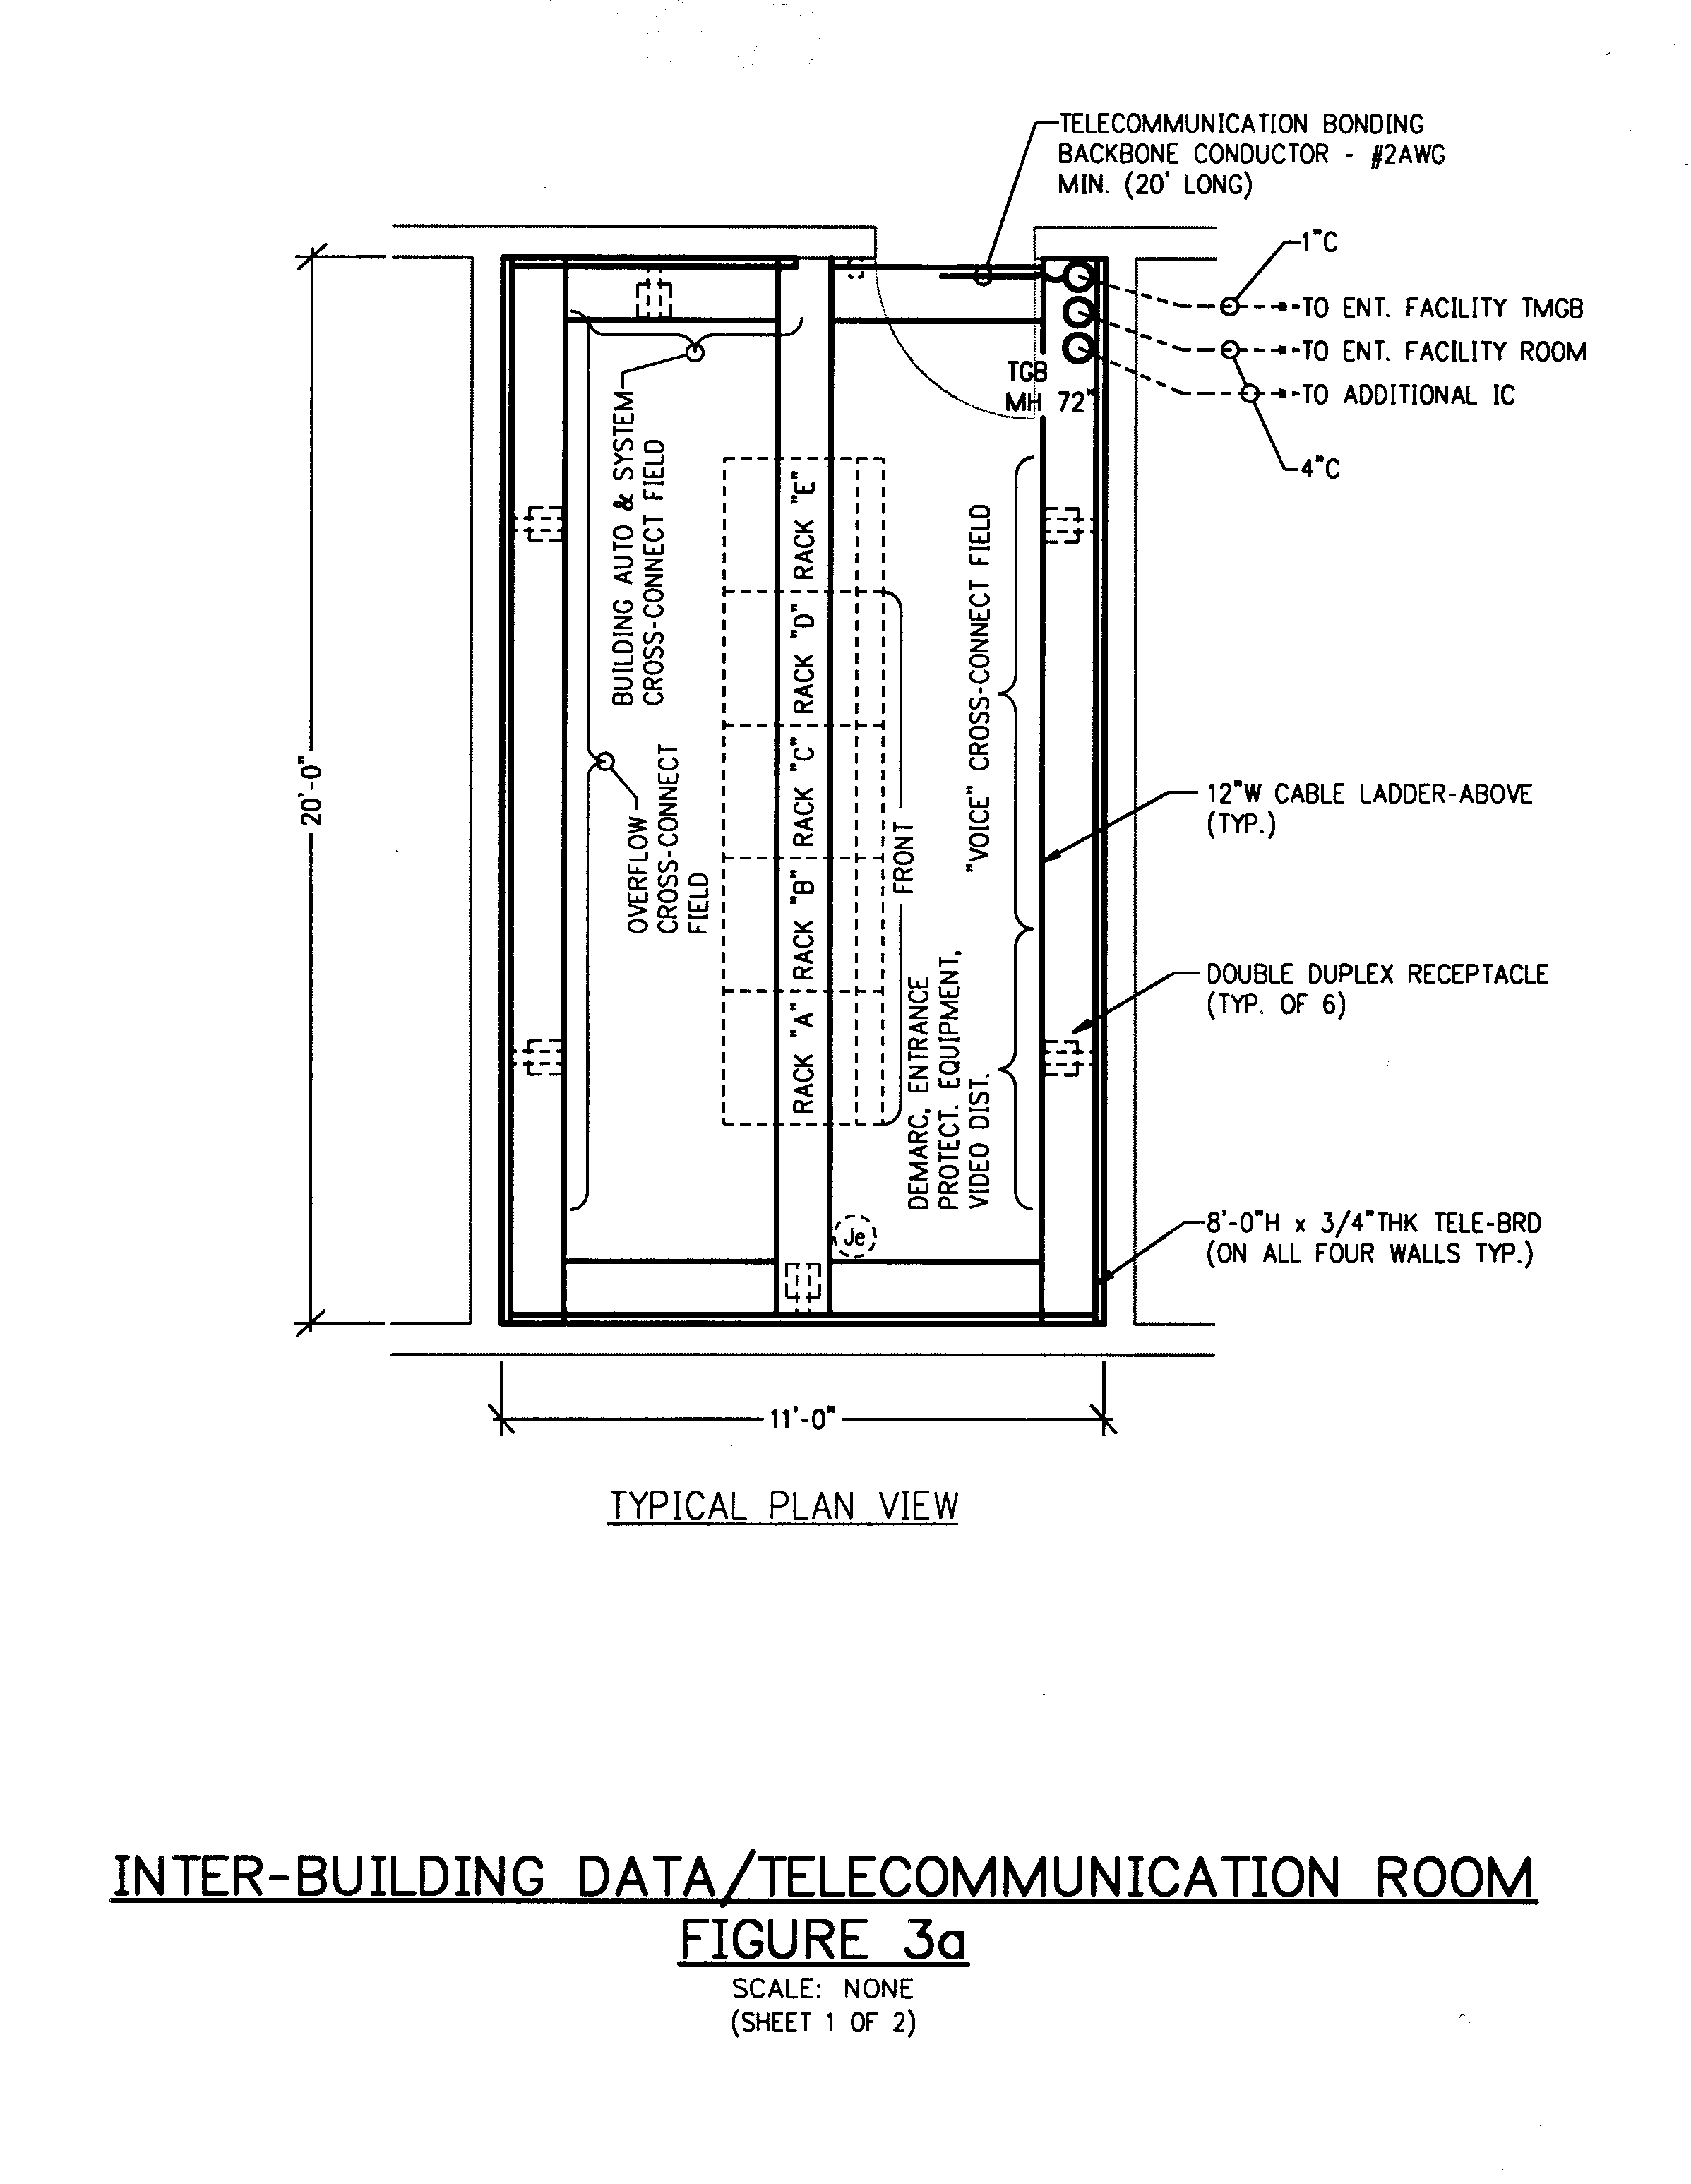 TELECOMMUNICATION BONDING
BACKBONE CONDUCTOR - #2AWG
MIN. (20' LONG)
1"C
TO ENT. FACILITY TMGB
TO ENT. FACILITY ROOM
TO ADDITIONAL IC
4"C
TGB
MH 72"
BUILDING AUTO & SYSTEM
CROSS-CONNECT FIELD
OVERFLOW
CROSS-CONNECT
FIELD
RACK "E"
RACK "D"
RACK "C"
RACK "B"
RACK "A"
FRONT
"VOICE" CROSS-CONNECT FIELD
DEMARC, ENTRANCE
PROTECT. EQUIPMENT,
VIDEO DIST.
20'-0"
12"W CABLE LADDER-ABOVE
(TYP.)
DOUBLE DUPLEX RECEPTACLE
(TYP. OF 6)
Je
8'-0"H x 3/4"THK TELE-BRD
(ON ALL FOUR WALLS TYP.)
11'-0"
TYPICAL PLAN VIEW
INTER-BUILDING DATA/TELECOMMUNICATION ROOM
FIGURE 3a
SCALE: NONE
(SHEET 1 OF 2)